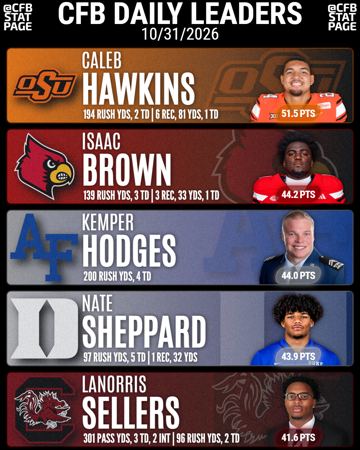 @CFB
STAT
PAGE
CFB DAILY LEADERS
10/31/2026
@CFB
STAT
PAGE
OSU
CALEB
HAWKINS
194 RUSH YDS, 2 TD | 6 REC, 81 YDS, 1 TD
51.5 PTS
ISAAC
BROWN
139 RUSH YDS, 3 TD | 3 REC, 33 YDS, 1 TD
44.2 PTS
AF
KEMPER
HODGES
200 RUSH YDS, 4 TD
44.0 PTS
D
NATE
SHEPPARD
97 RUSH YDS, 5 TD | 1 REC, 32 YDS
43.9 PTS
C
LANORRIS
SELLERS
301 PASS YDS, 3 TD, 2 INT | 96 RUSH YDS, 2 TD
41.6 PTS